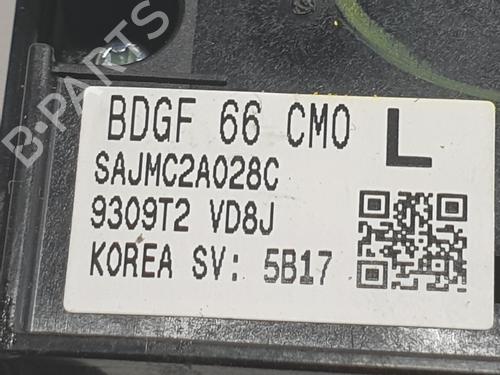 BDGF 66 CM0 L
SAJMC2A028C
9309T2 VD8J
KOREA SV: 5B17
B-PARTS